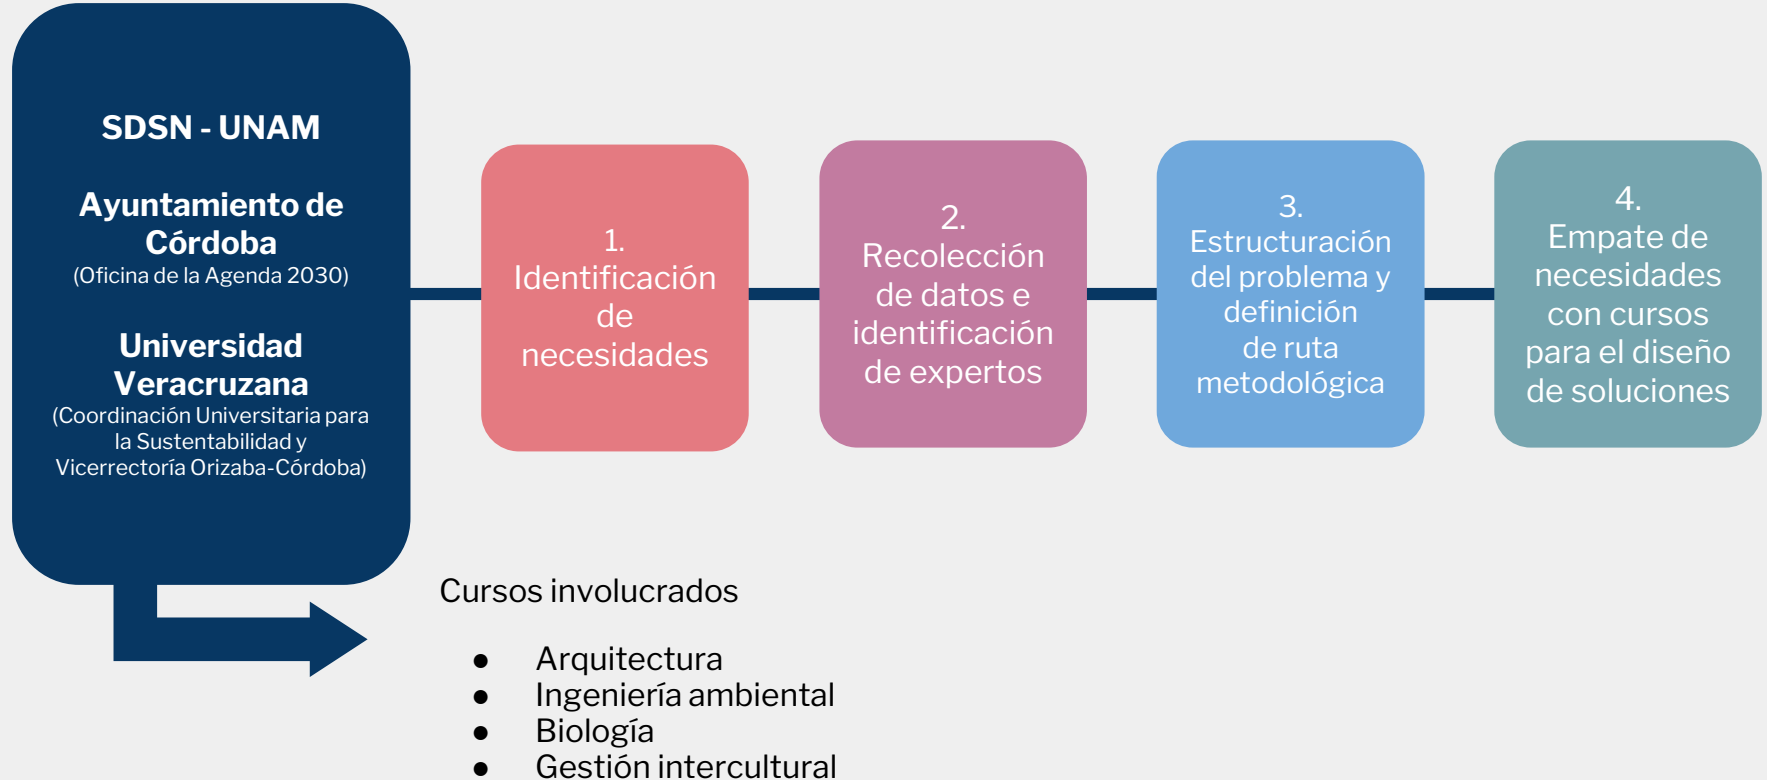 SDSN - UNAM
Ayuntamiento de
Córdoba
(Oficina de la Agenda 2030)
Universidad
Veracruzana
(Coordinación Universitaria para
la Sustentabilidad y
Vicerrectoría Orizaba-Córdoba)
1.
Identificación
de
necesidades
2.
Recolección
de datos e
identificación
de expertos
3.
Estructuración
del problema y
definición
de ruta
metodológica
4.
Empate de
necesidades
con cursos
para el diseño
de soluciones
Cursos involucrados
● Arquitectura
● Ingeniería ambiental
● Biología
● Gestión intercultural